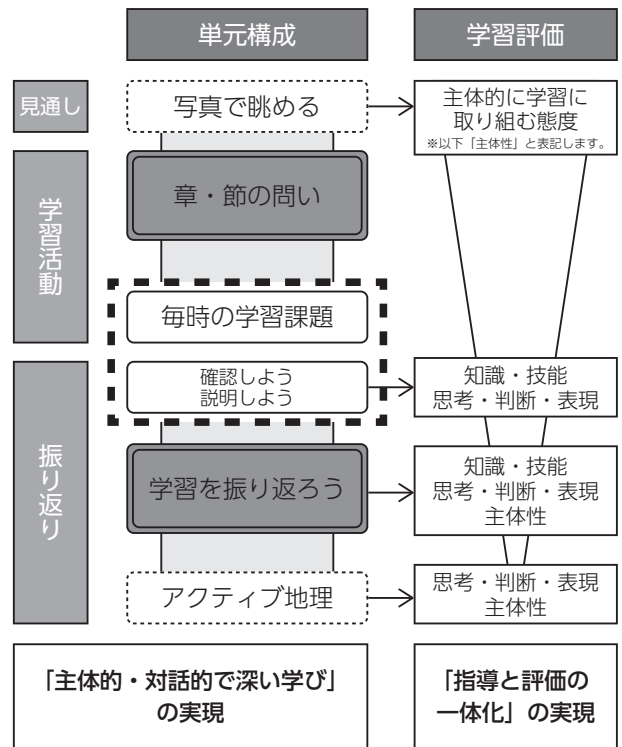 単元構成
学習評価
見通し
写真で眺める
主体的に学習に
取り組む態度
※以下「主体性」と表記します。
学習活動
章・節の問い
毎時の学習課題
確認しよう
説明しよう
知識・技能
思考・判断・表現
振り返り
学習を振り返ろう
知識・技能
思考・判断・表現
主体性
アクティブ地理
思考・判断・表現
主体性
「主体的・対話的で深い学び」
の実現
「指導と評価の
一体化」の実現